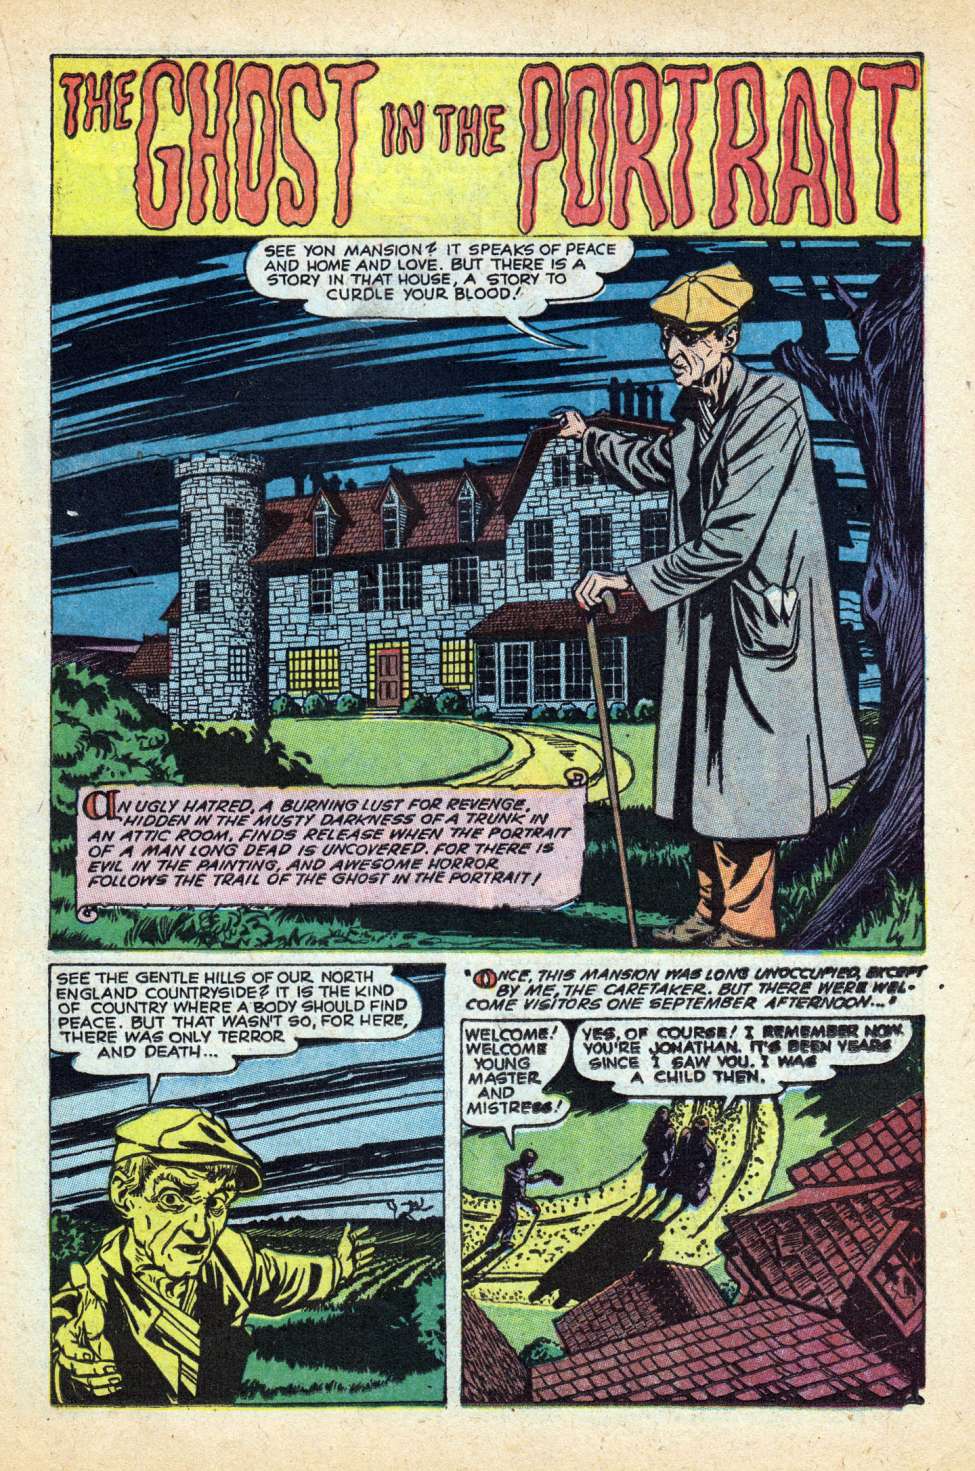 THE GHOST IN THE PORTRAIT
SEE YON MANSION? IT SPEAKS OF PEACE
AND HOME AND LOVE. BUT THERE IS A
STORY IN THAT HOUSE, A STORY TO
CURDLE YOUR BLOOD!
AN UGLY HATRED, A BURNING LUST FOR REVENGE,
HIDDEN IN THE MUSTY DARKNESS OF A TRUNK IN
AN ATTIC ROOM, FINDS RELEASE WHEN THE PORTRAIT
OF A MAN LONG DEAD IS UNCOVERED. FOR THERE IS
EVIL IN THE PAINTING, AND AWESOME HORROR
FOLLOWS THE TRAIL OF THE GHOST IN THE PORTRAIT!
SEE THE GENTLE HILLS OF OUR NORTH
ENGLAND COUNTRYSIDE? IT IS THE KIND
OF COUNTRY WHERE A BODY SHOULD FIND
PEACE. BUT THAT WASN'T SO, FOR HERE,
THERE WAS ONLY TERROR
AND DEATH...
"ONCE, THIS MANSION WAS LONG UNOCCUPIED, EXCEPT
BY ME, THE CARETAKER. BUT THERE WERE WEL-
COME VISITORS ONE SEPTEMBER AFTERNOON..."
WELCOME!
WELCOME
YOUNG
MASTER
AND
MISTRESS!
YES, OF COURSE! I REMEMBER NOW.
YOU'RE JONATHAN. IT'S BEEN YEARS
SINCE I SAW YOU. I WAS
A CHILD THEN.